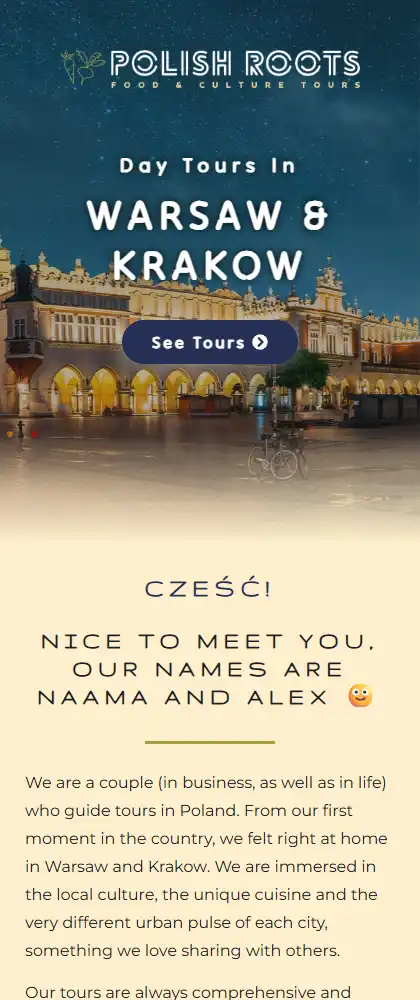 POLISH ROOTS
FOOD & CULTURE TOURS
Day Tours In
WARSAW &
KRAKOW
See Tours
CZEŚĆ!
NICE TO MEET YOU,
OUR NAMES ARE
NAAMA AND ALEX 🙂
We are a couple (in business, as well as in life)
who guide tours in Poland. From our first
moment in the country, we felt right at home
in Warsaw and Krakow. We are immersed in
the local culture, the unique cuisine and the
very different urban pulse of each city,
something we love sharing with others.
Our tours are always comprehensive and